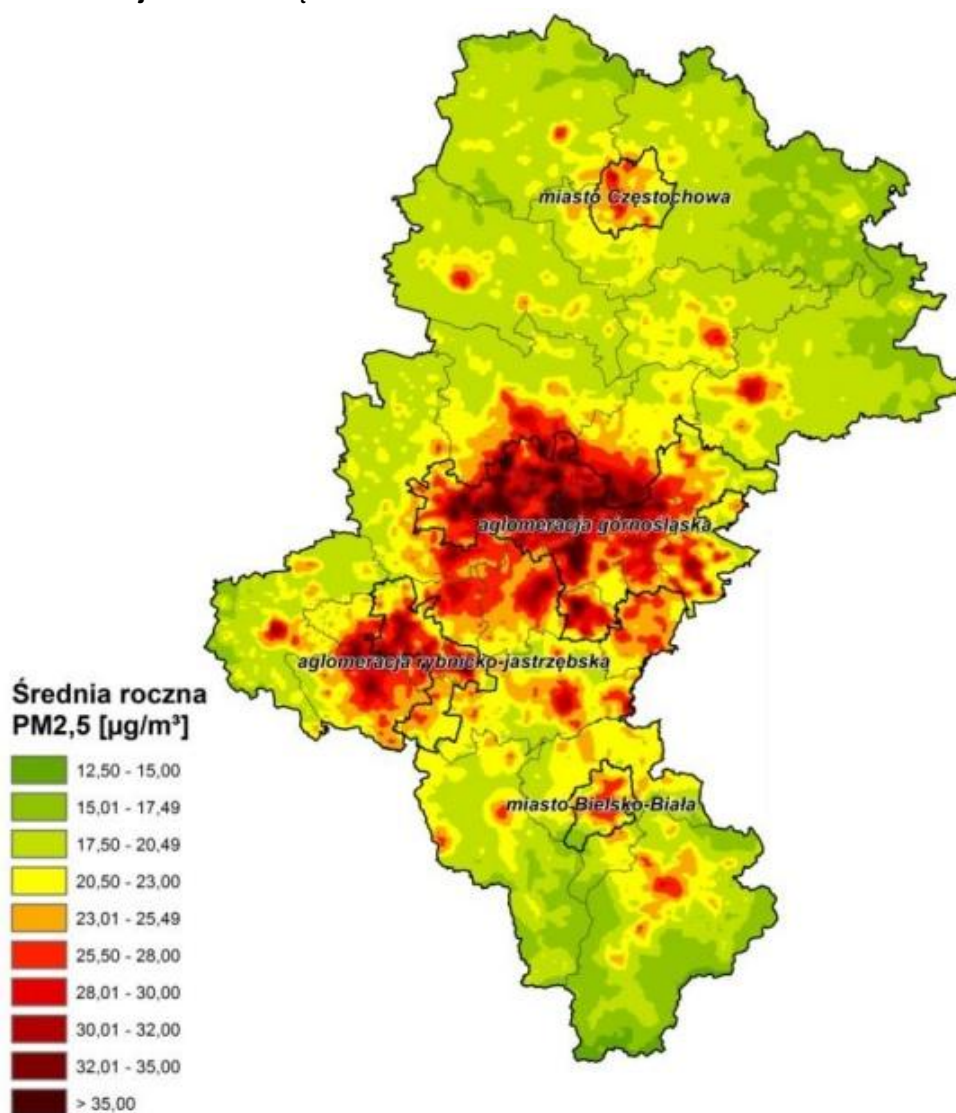 miasto Częstochowa
aglomeracja górnośląska
aglomeracja rybnicko-jastrzębska
miasto Bielsko-Biała
Średnia roczna
PM2,5 [µg/m³]
12,50 - 15,00
15,01 - 17,49
17,50 - 20,49
20,50 - 23,00
23,01 - 25,49
25,50 - 28,00
28,01 - 30,00
30,01 - 32,00
32,01 - 35,00
> 35,00